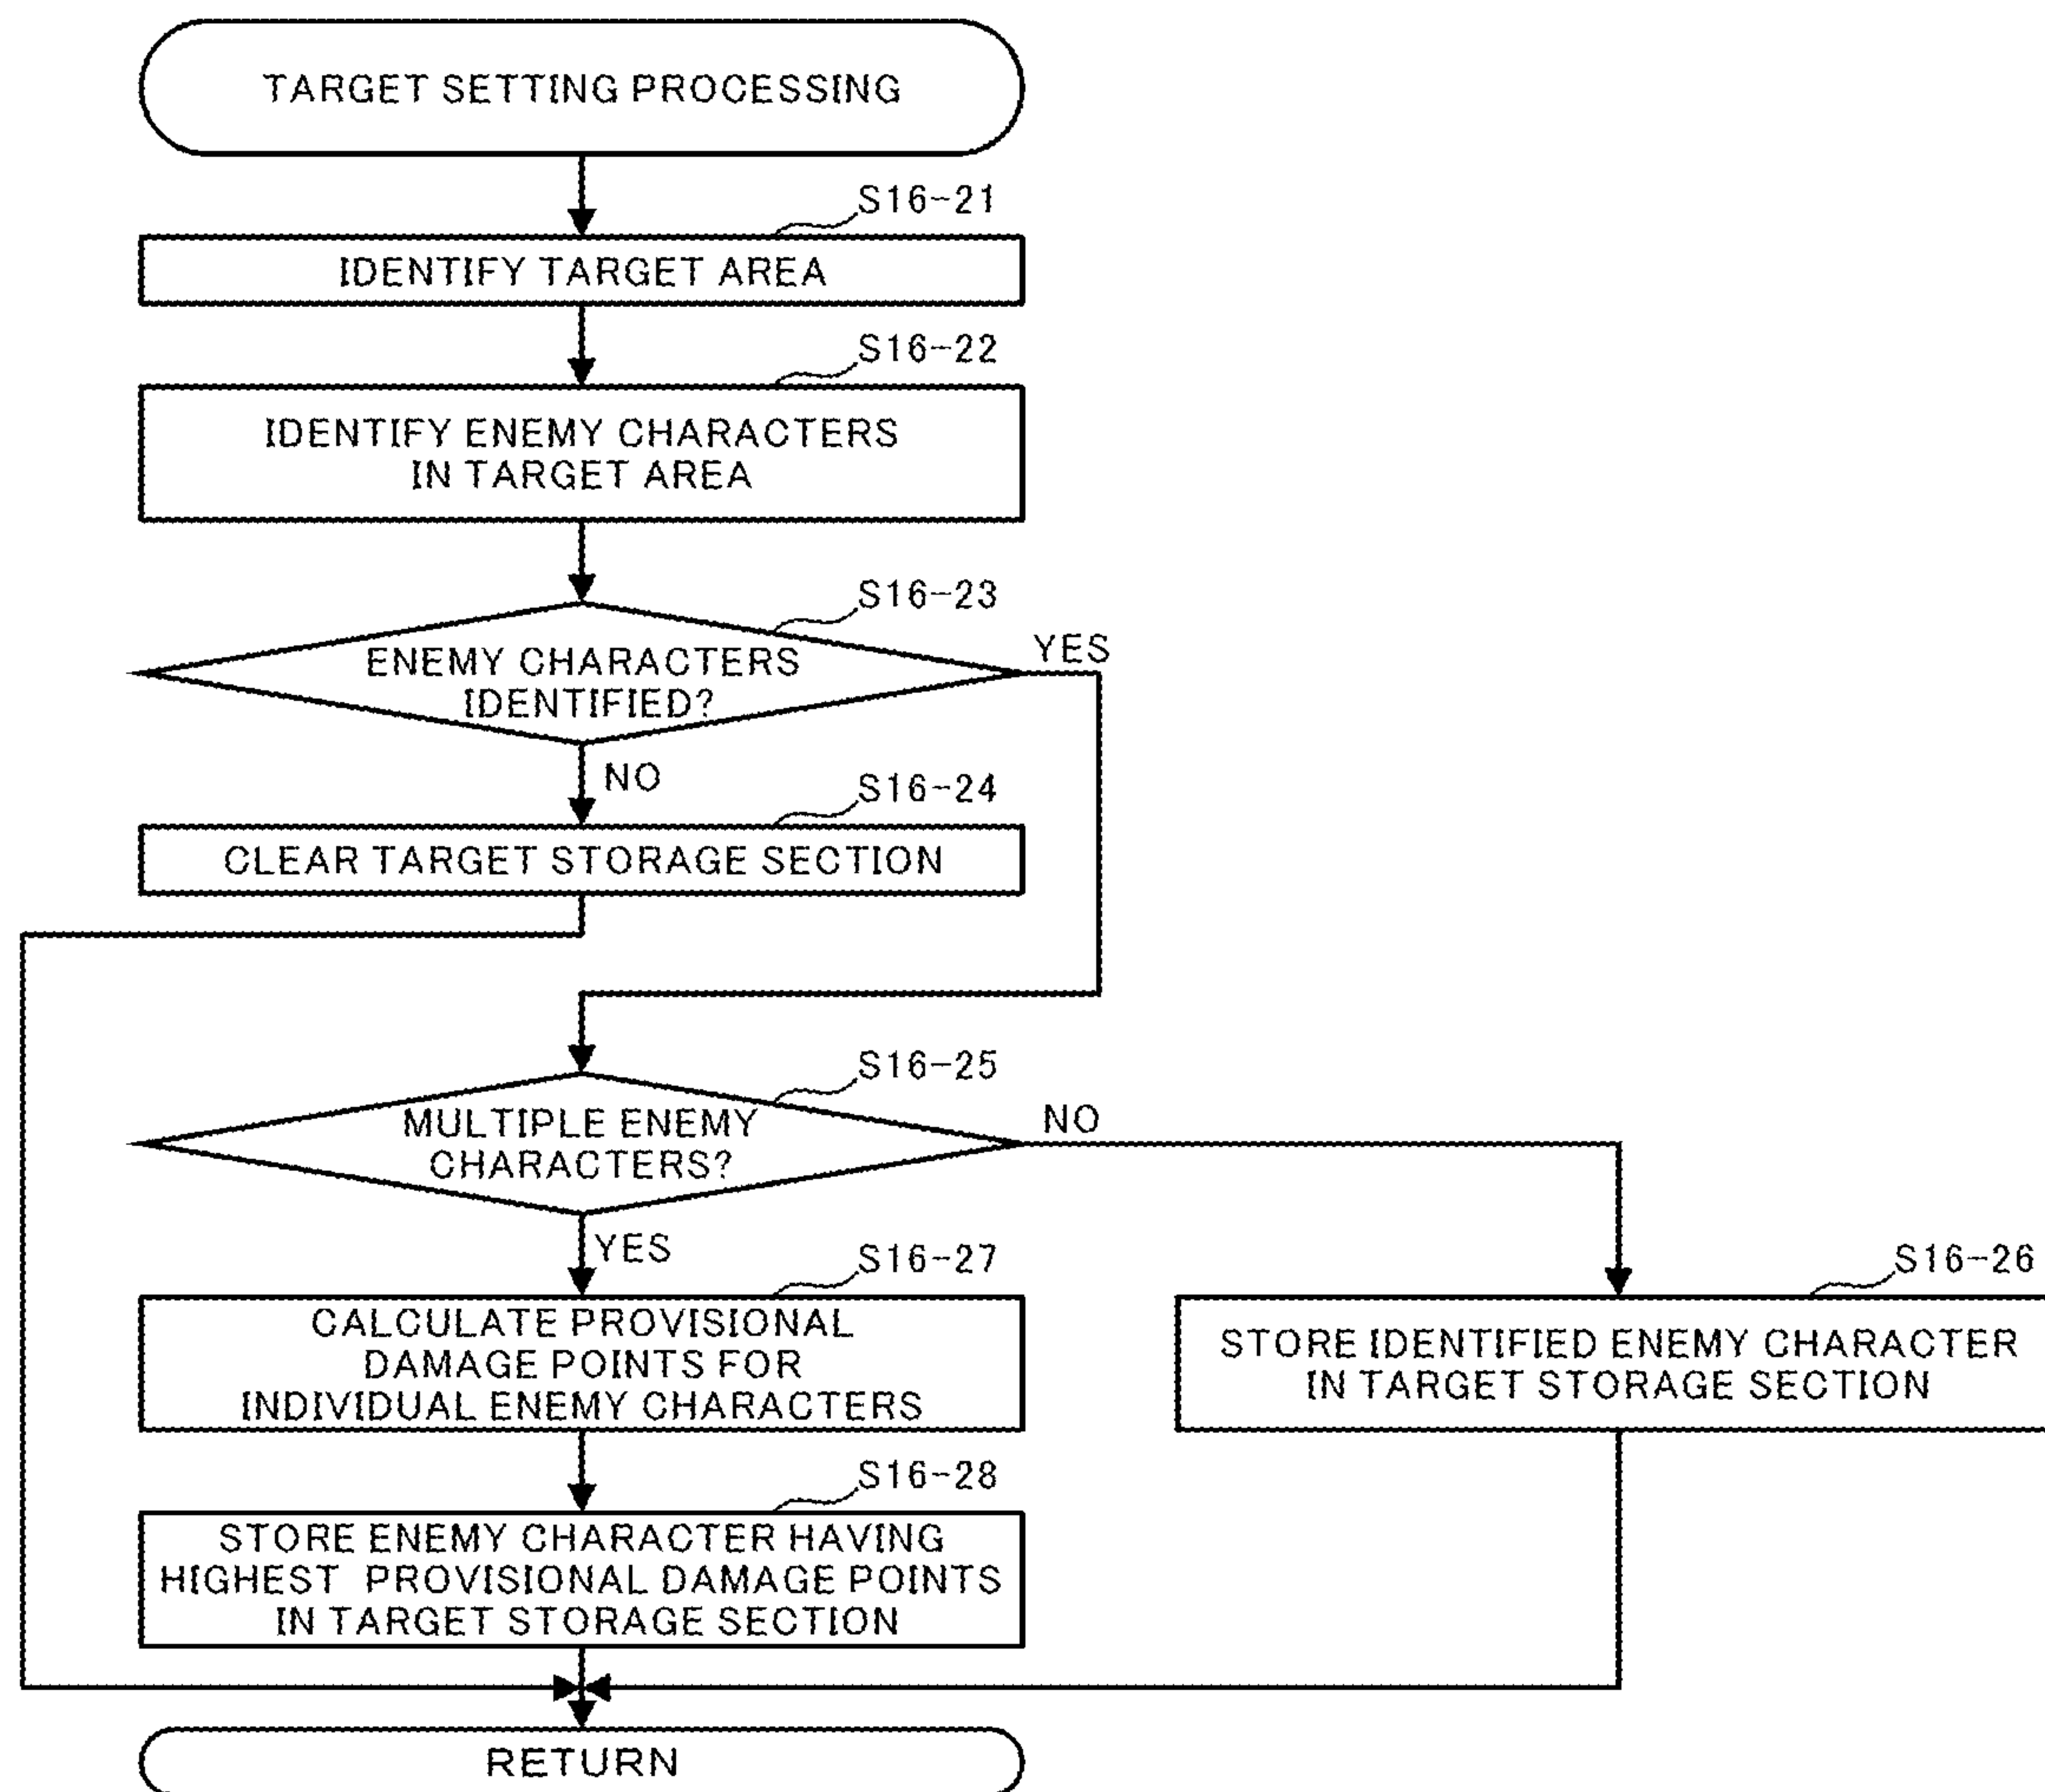 TARGET SETTING PROCESSING
S16-21
IDENTIFY TARGET AREA
S16-22
IDENTIFY ENEMY CHARACTERS
IN TARGET AREA
S16-23
ENEMY CHARACTERS
IDENTIFIED?
YES
NO
S16-24
CLEAR TARGET STORAGE SECTION
S16-25
MULTIPLE ENEMY
CHARACTERS?
NO
YES
S16-27
CALCULATE PROVISIONAL
DAMAGE POINTS FOR
INDIVIDUAL ENEMY CHARACTERS
S16-26
STORE IDENTIFIED ENEMY CHARACTER
IN TARGET STORAGE SECTION
S16-28
STORE ENEMY CHARACTER HAVING
HIGHEST PROVISIONAL DAMAGE POINTS
IN TARGET STORAGE SECTION
RETURN